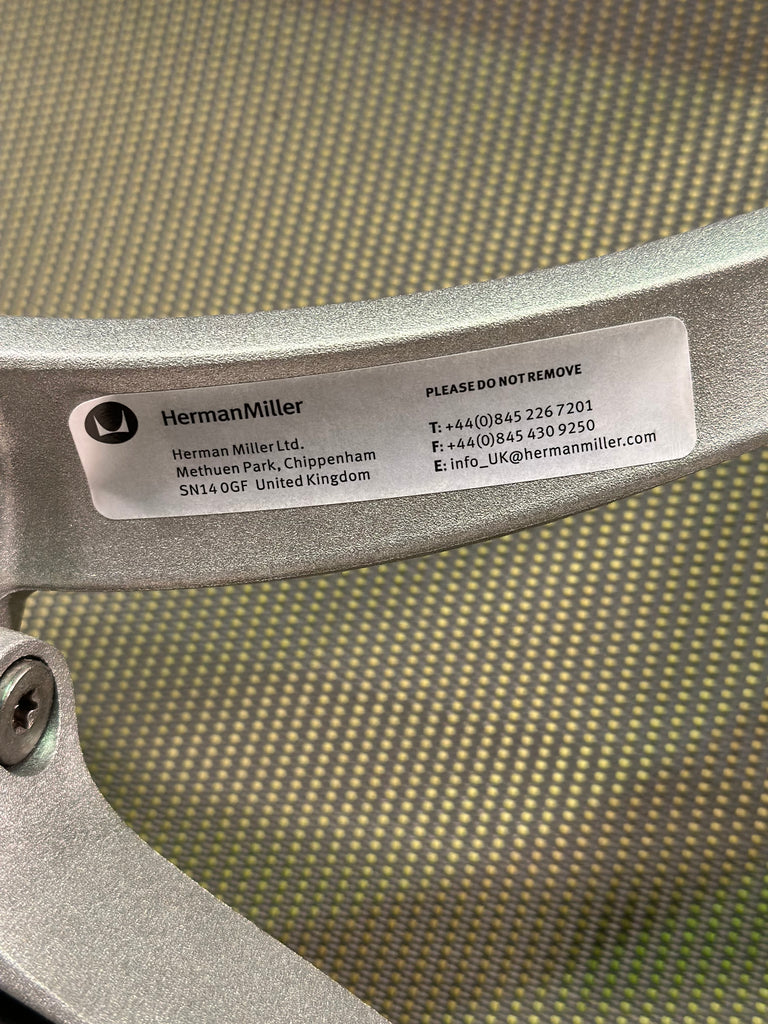 HermanMiller
Herman Miller Ltd.
Methuen Park, Chippenham
SN14 0GF United Kingdom
PLEASE DO NOT REMOVE
T: +44(0)845 226 7201
F: +44(0)845 430 9250
E: info_UK@hermanmiller.com